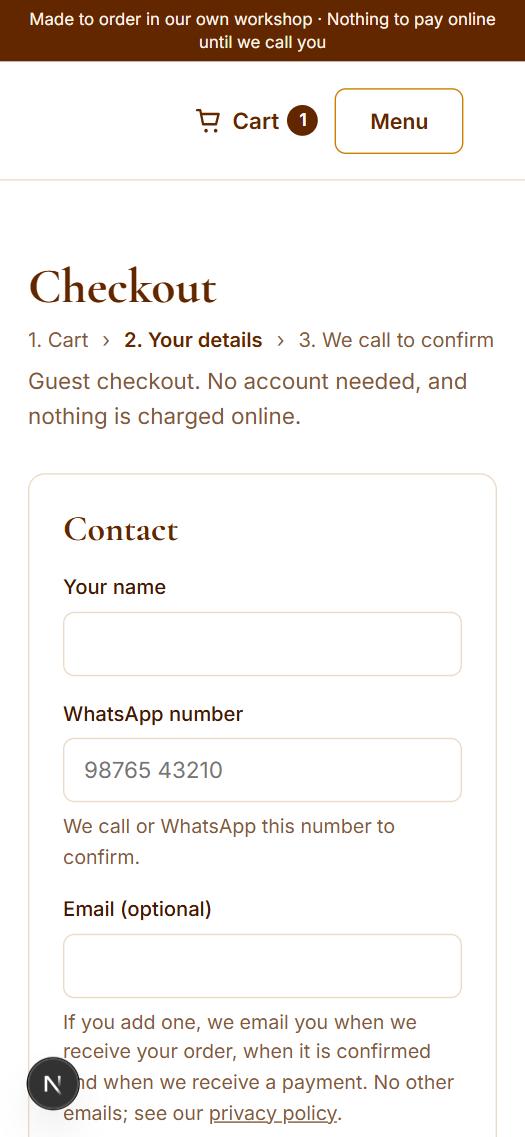 Made to order in our own workshop · Nothing to pay online
until we call you
Cart 1
Menu
Checkout
1. Cart › 2. Your details › 3. We call to confirm
Guest checkout. No account needed, and
nothing is charged online.
Contact
Your name
WhatsApp number
98765 43210
We call or WhatsApp this number to
confirm.
Email (optional)
If you add one, we email you when we
receive your order, when it is confirmed
and when we receive a payment. No other
emails; see our privacy policy.
N